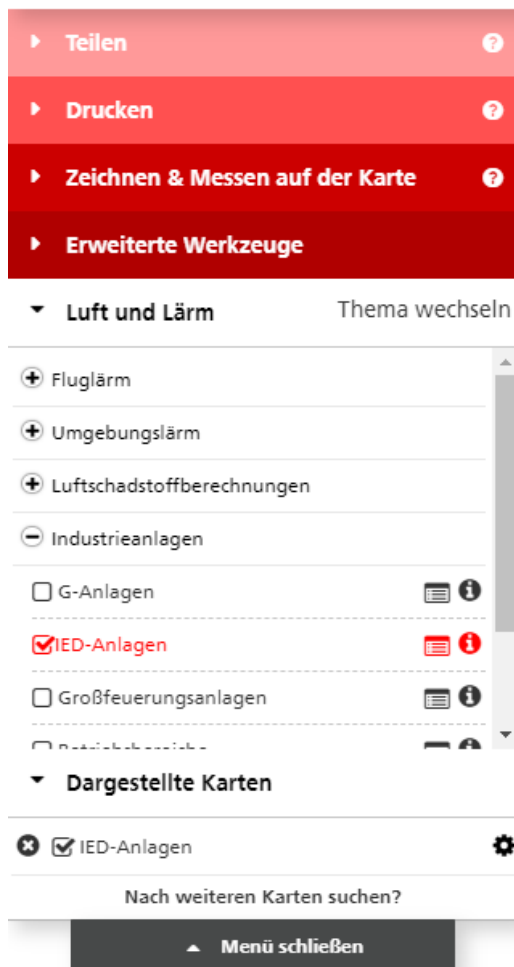 Teilen
Drucken
Zeichnen & Messen auf der Karte
Erweiterte Werkzeuge
Luft und Lärm Thema wechseln
Fluglärm
Umgebungslärm
Luftschadstoffberechnungen
Industrieanlagen
G-Anlagen
IED-Anlagen
Großfeuerungsanlagen
Dargestellte Karten
IED-Anlagen
Nach weiteren Karten suchen?
Menü schließen